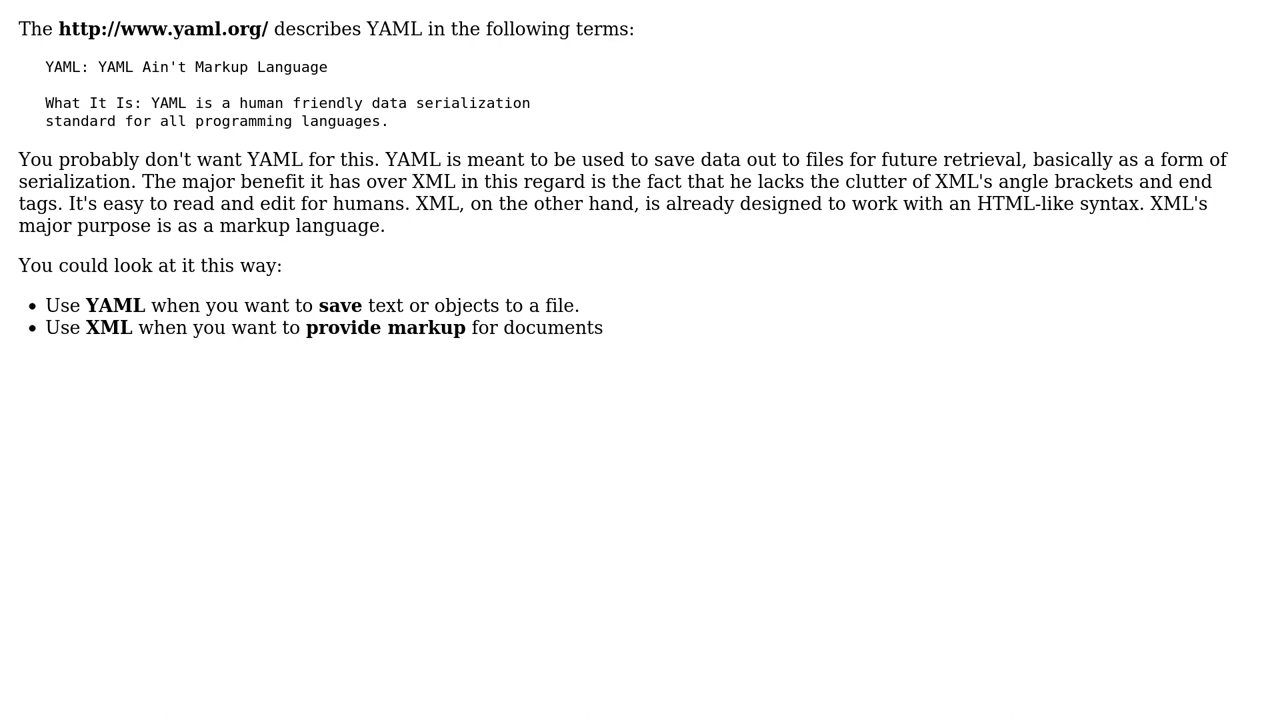 The http://www.yaml.org/ describes YAML in the following terms:
YAML: YAML Ain't Markup Language
What It Is: YAML is a human friendly data serialization
standard for all programming languages.
You probably don't want YAML for this. YAML is meant to be used to save data out to files for future retrieval, basically as a form of
serialization. The major benefit it has over XML in this regard is the fact that he lacks the clutter of XML's angle brackets and end
tags. It's easy to read and edit for humans. XML, on the other hand, is already designed to work with an HTML-like syntax. XML's
major purpose is as a markup language.
You could look at it this way:
• Use YAML when you want to save text or objects to a file.
• Use XML when you want to provide markup for documents